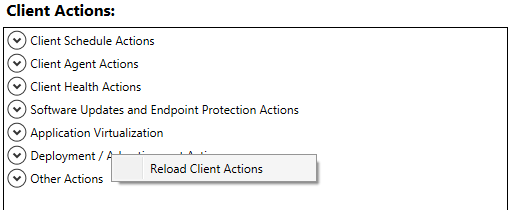 Client Actions:
Client Schedule Actions
Client Agent Actions
Client Health Actions
Software Updates and Endpoint Protection Actions
Application Virtualization
Deployment /
Reload Client Actions
Other Actions